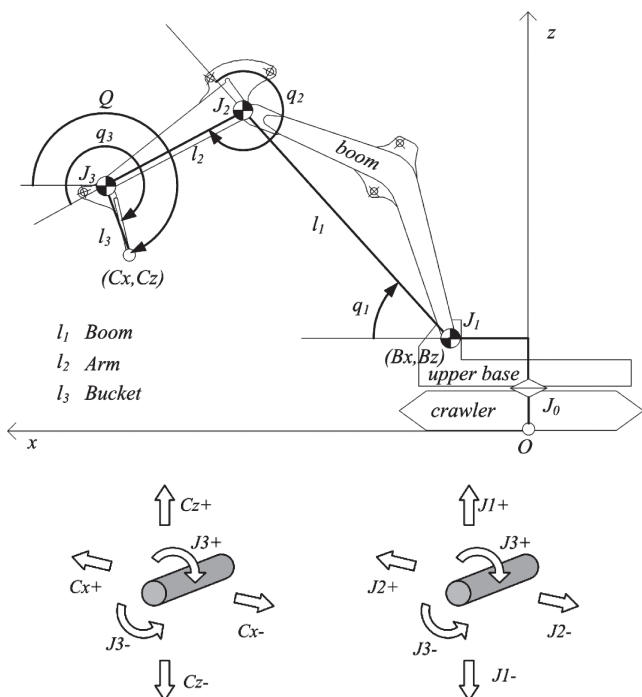 z
Q
J2
q2
q3
l2
J3
boom
l3
l1
(Cx,Cz)
q1
J1
(Bx,Bz)
l1 Boom
l2 Arm
l3 Bucket
upper base
crawler
J0
x
O
Cz+
J1+
J3+
J3+
Cx+
J2+
Cx-
J2-
J3-
J3-
Cz-
J1-